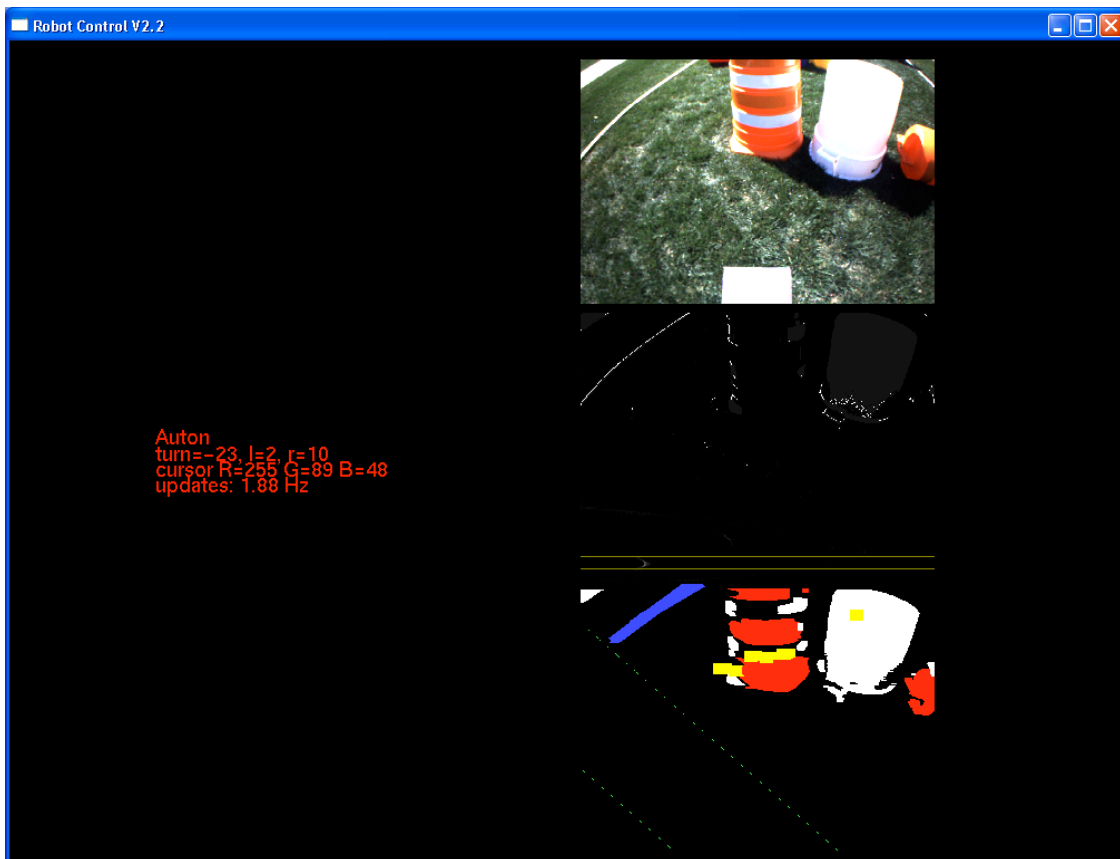 Robot Control V2.2
Auton
turn=-23, l=2, r=10
cursor R=255 G=89 B=48
updates: 1.88 Hz